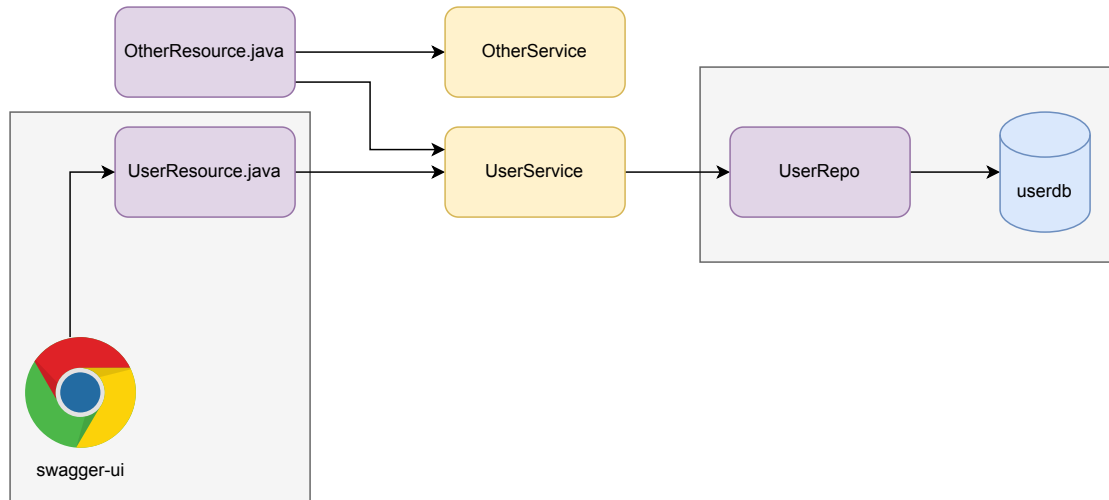 OtherResource.java
OtherService
UserResource.java
UserService
UserRepo
userdb
swagger-ui